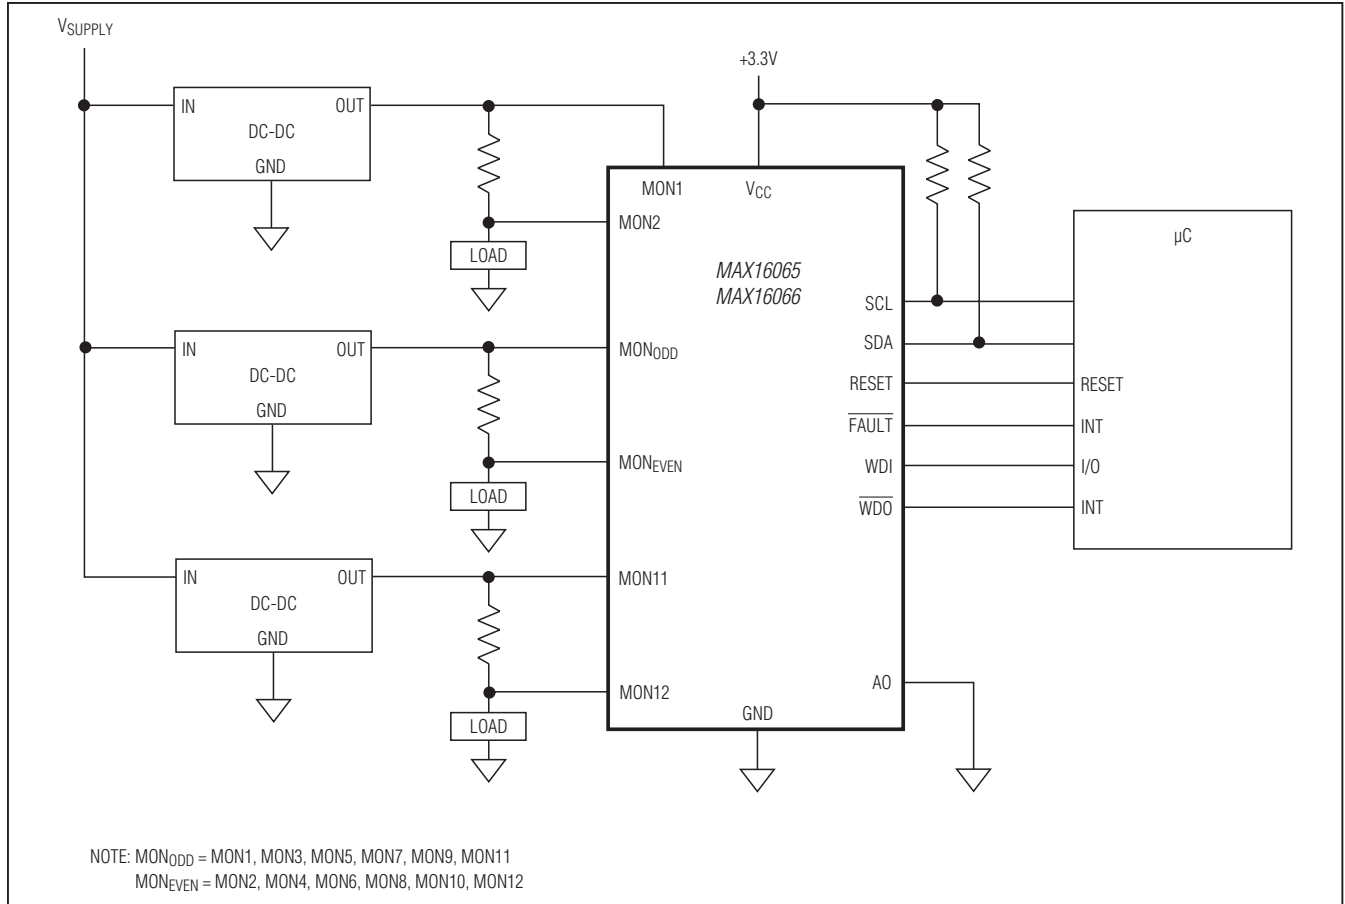 VSUPPLY
+3.3V
IN
OUT
DC-DC
GND
MON1
VCC
MON2
LOAD
µC
MAX16065
MAX16066
SCL
IN
OUT
DC-DC
GND
MONODD
SDA
RESET
RESET
FAULT
INT
MONEVEN
WDI
I/O
LOAD
WDO
INT
IN
OUT
DC-DC
GND
MON11
MON12
AO
LOAD
GND
NOTE: MONODD = MON1, MON3, MON5, MON7, MON9, MON11
MONEVEN = MON2, MON4, MON6, MON8, MON10, MON12